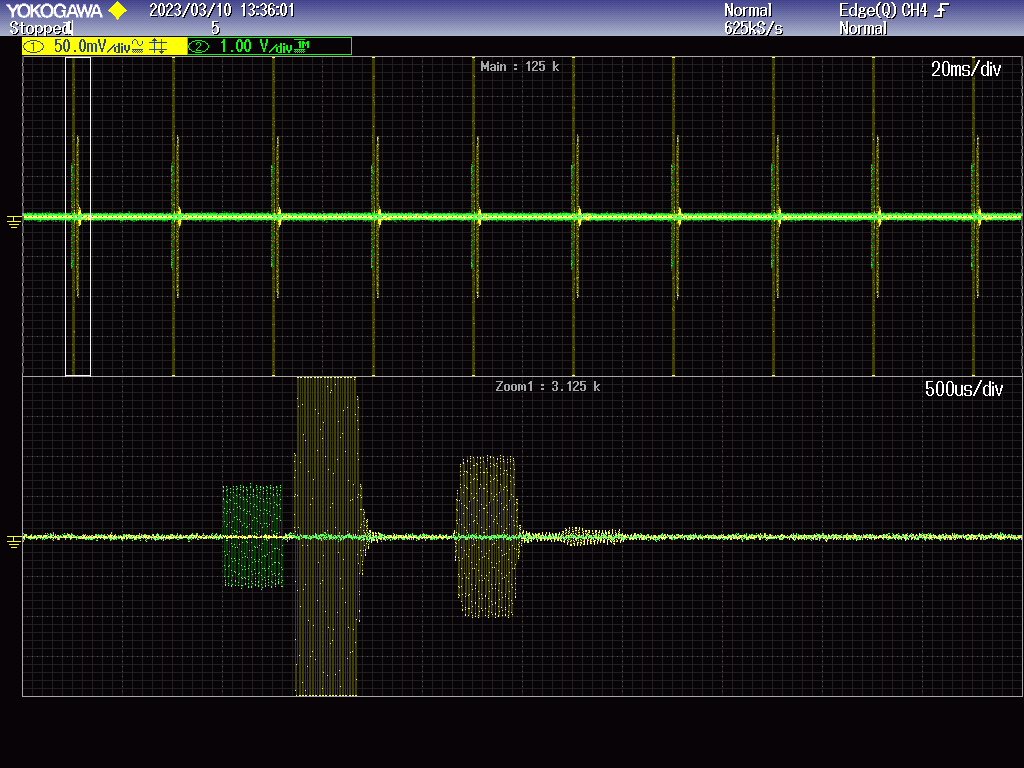 YOKOGAWA 2023/03/10 13:36:01 Normal Edge(Q) CH4
Stopped 5 625kS/s Normal
1 50.0mV/div 2 1.00 V/div 1M
Main : 125 k 20ms/div
Zoom1 : 3.125 k 500us/div